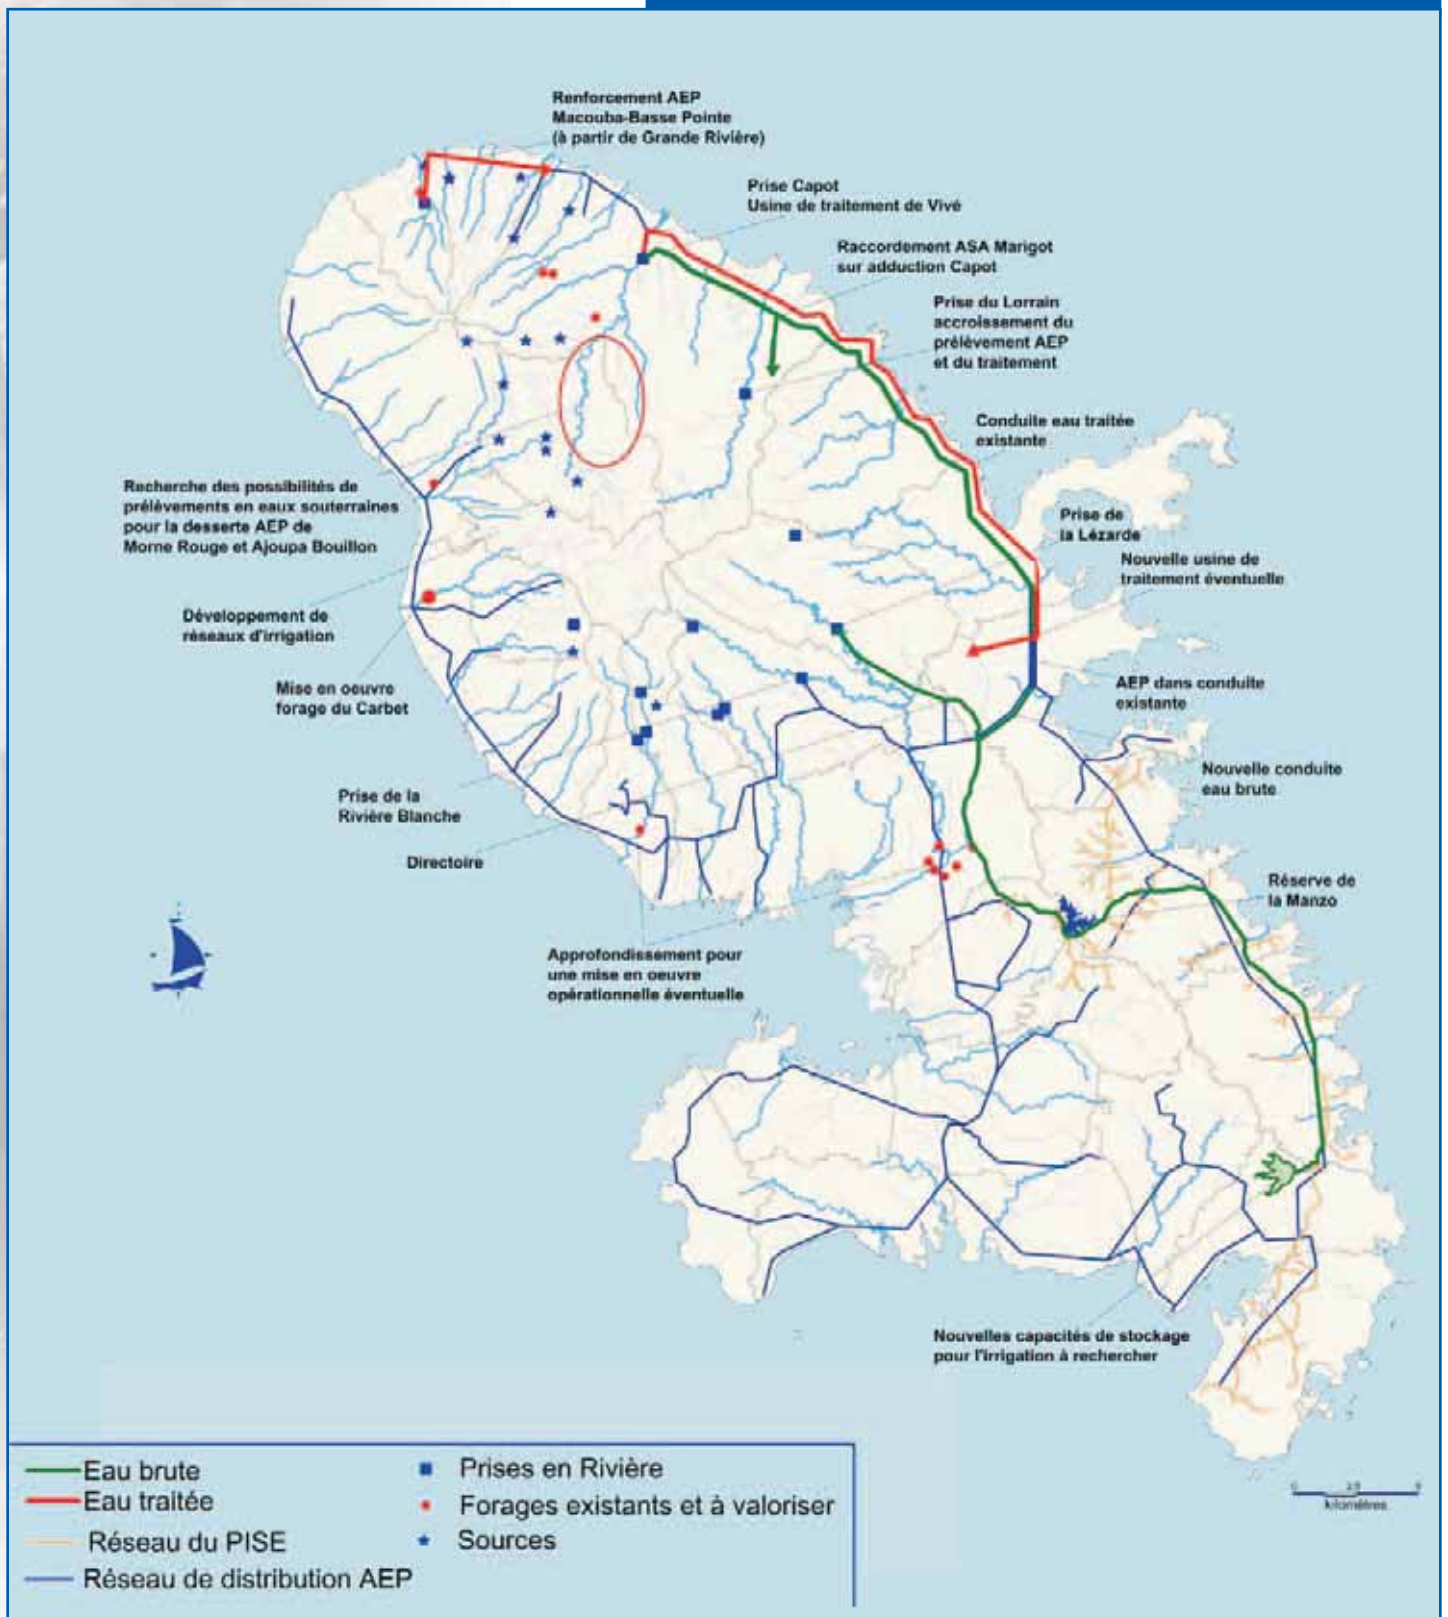 Renforcement AEP
Macouba-Basse Pointe
(à partir de Grande Rivière)
Prise Capot
Usine de traitement de Vivé
Raccordement ASA Marigot
sur adduction Capot
Prise du Lorrain
accroissement du
prélèvement AEP
et du traitement
Conduite eau traitée
existante
Prise de
la Lézarde
Nouvelle usine de
traitement éventuelle
AEP dans conduite
existante
Nouvelle conduite
eau brute
Réserve de
la Manzo
Recherche des possibilités de
prélèvements en eaux souterraines
pour la desserte AEP de
Morne Rouge et Ajoupa Bouillon
Développement de
réseaux d'irrigation
Mise en oeuvre
forage du Carbet
Prise de la
Rivière Blanche
Directoire
Approfondissement pour
une mise en oeuvre
opérationnelle éventuelle
Nouvelles capacités de stockage
pour l'irrigation à rechercher
Eau brute
Eau traitée
Réseau du PISE
Réseau de distribution AEP
Prises en Rivière
Forages existants et à valoriser
Sources
kilomètres